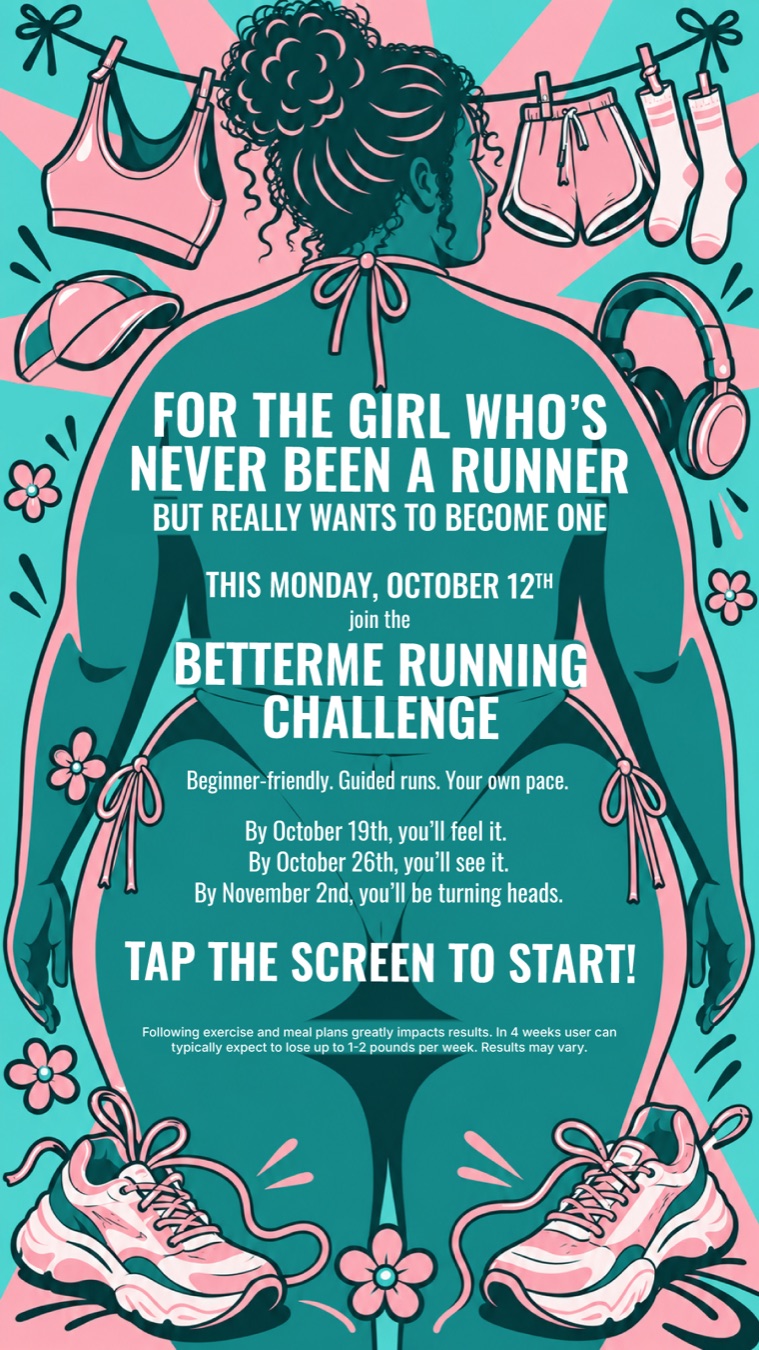 FOR THE GIRL WHO'S
NEVER BEEN A RUNNER
BUT REALLY WANTS TO BECOME ONE
THIS MONDAY, OCTOBER 12TH
join the
BETTERME RUNNING
CHALLENGE
Beginner-friendly. Guided runs. Your own pace.
By October 19th, you'll feel it.
By October 26th, you'll see it.
By November 2nd, you'll be turning heads.
TAP THE SCREEN TO START!
Following exercise and meal plans greatly impacts results. In 4 weeks user can
typically expect to lose up to 1-2 pounds per week. Results may vary.